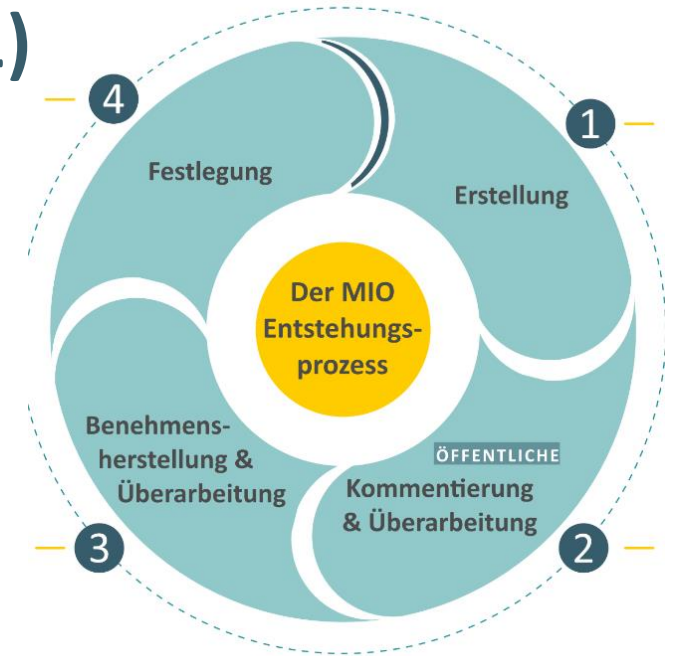 .)
4
1
Festlegung
Erstellung
Der MIO
Entstehungs-
prozess
Benehmens-
herstellung &
Überarbeitung
ÖFFENTLICHE
Kommentierung
& Überarbeitung
3
2